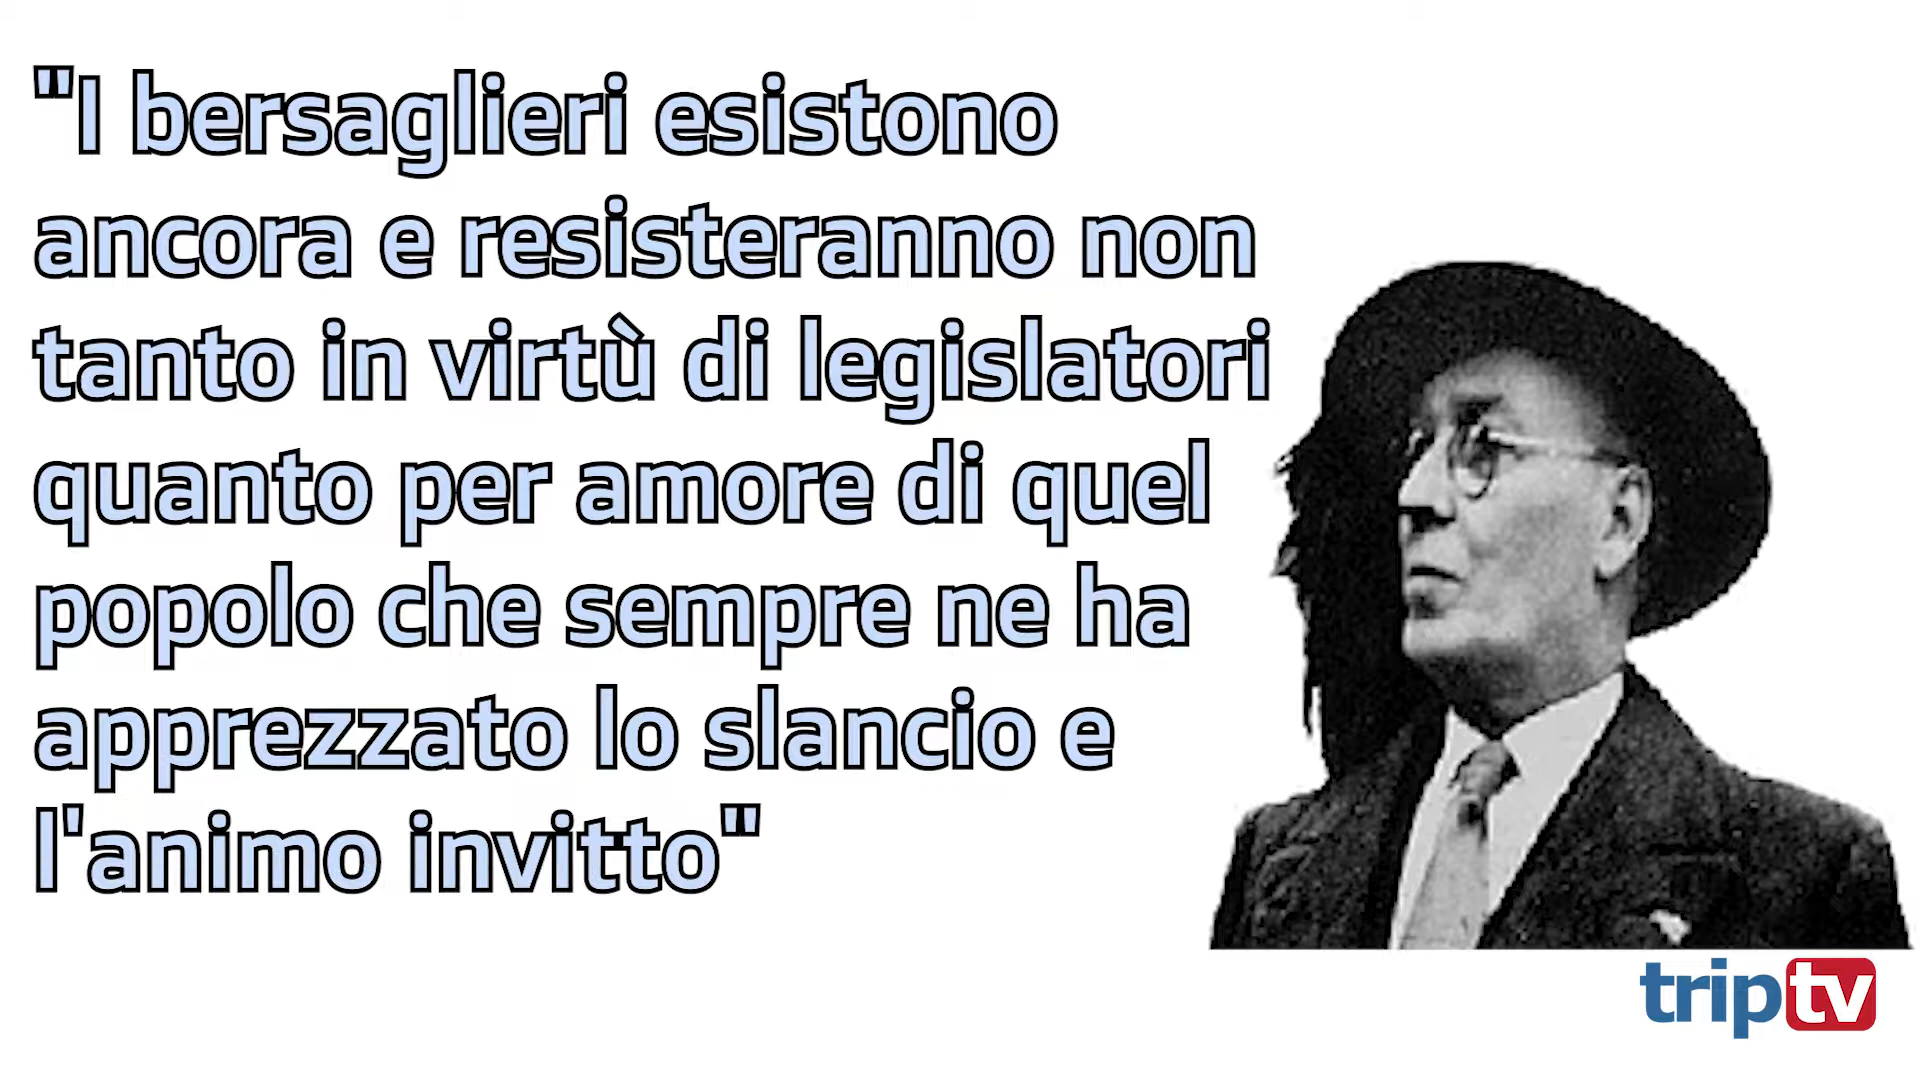 "I bersaglieri esistono
ancora e resisteranno non
tanto in virtù di legislatori
quanto per amore di quel
popolo che sempre ne ha
apprezzato lo slancio e
l'animo invitto"
triptv